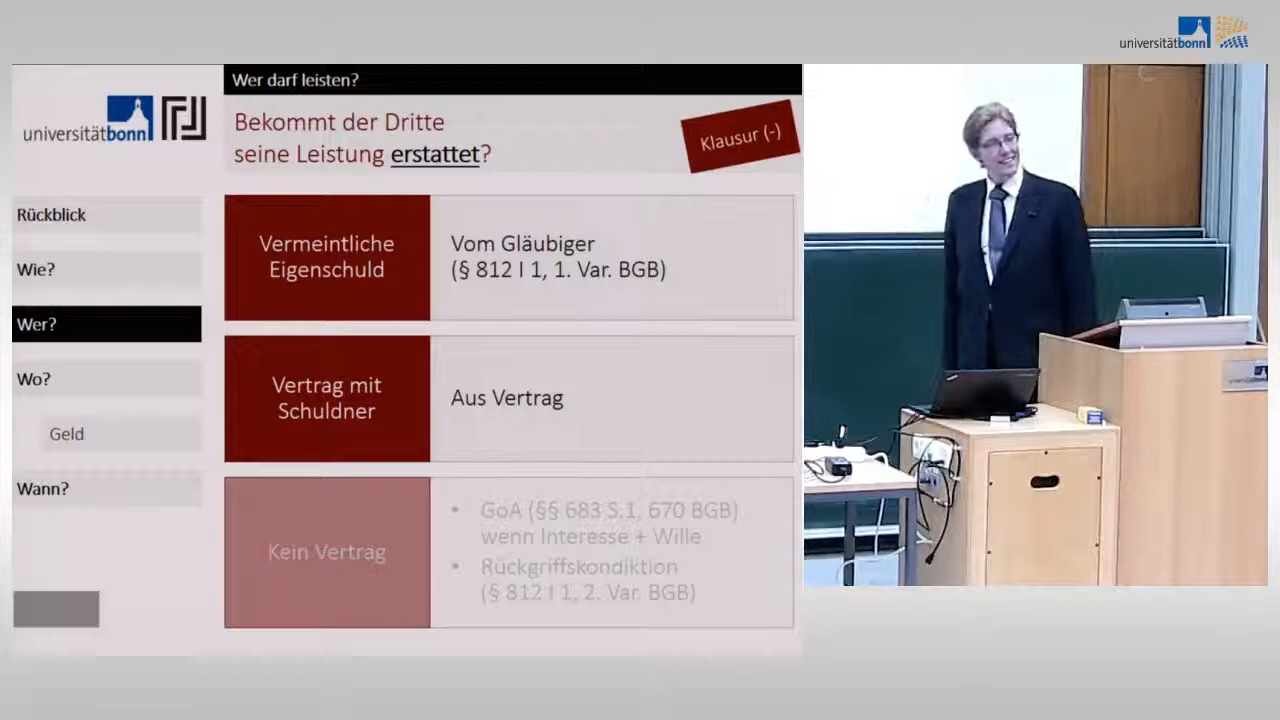 universitätbonn
Wer darf leisten?
universitätbonn
Bekommt der Dritte
seine Leistung erstattet?
Klausur (-)
Rückblick
Wie?
Wer?
Wo?
Geld
Wann?
Vermeintliche
Eigenschuld
Vom Gläubiger
(§ 812 I 1, 1. Var. BGB)
Vertrag mit
Schuldner
Aus Vertrag
Kein Vertrag
• GoA (§§ 683 S.1, 670 BGB)
wenn Interesse + Wille
• Rückgriffskondiktion
(§ 812 I 1, 2. Var. BGB)